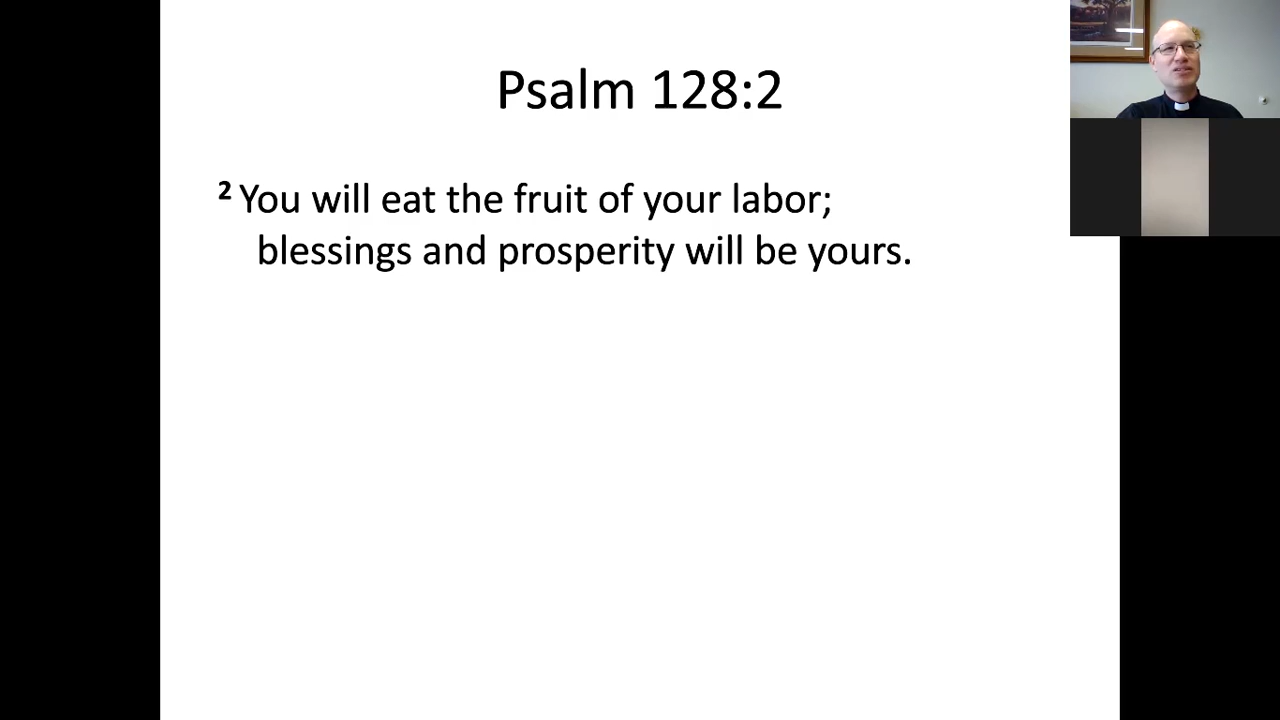 Psalm 128:2
2 You will eat the fruit of your labor;
blessings and prosperity will be yours.